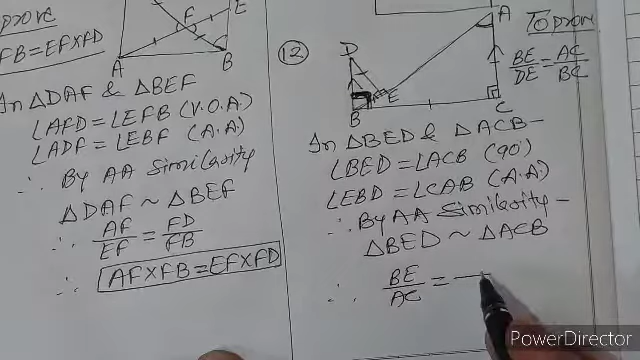 prove
FB=EF×FD
A
B
E
F
In ΔDAF & ΔBEF
∠AFD = ∠EFB (V.O.A)
∠ADF = ∠EBF (A.A)
∴ By AA Similarity
ΔDAF ~ ΔBEF
∴ AF/EF = FD/FB
AF×FB=EF×FD
12
D
B
E
C
A
To prove
BE/DE = AC/BC
In ΔBED & ΔACB-
∠BED = ∠ACB (90°)
∠EBD = ∠CAB (A.A)
∴ By AA Similarity-
ΔBED ~ ΔACB
∴ BE/AC =
PowerDirector